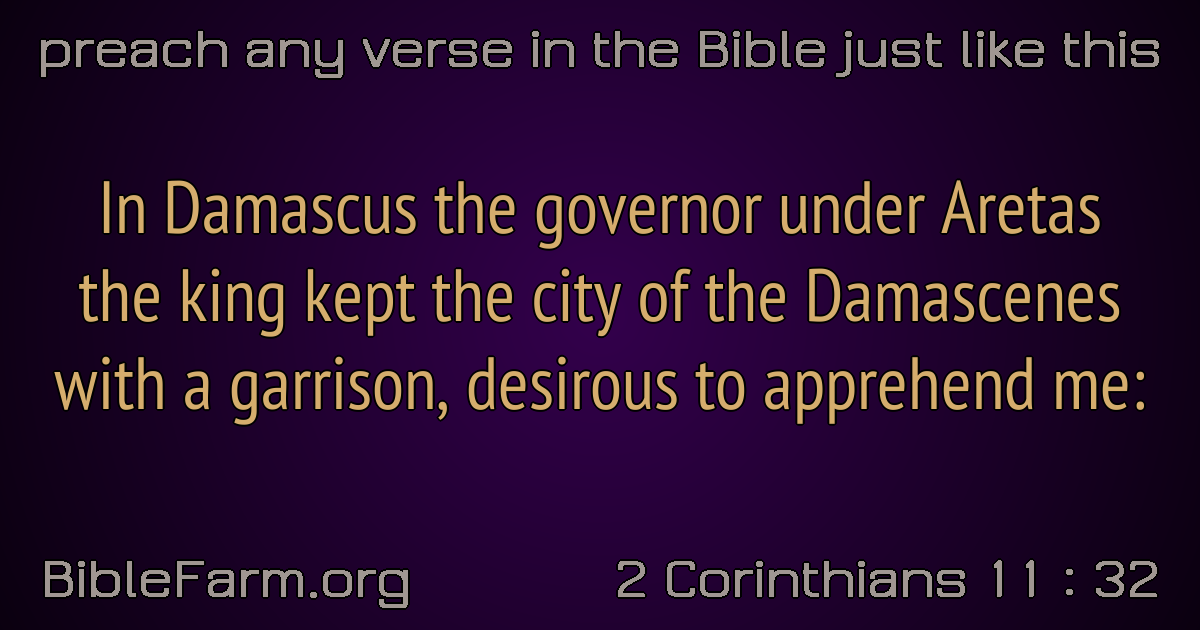 preach any verse in the Bible just like this
In Damascus the governor under Aretas
the king kept the city of the Damascenes
with a garrison, desirous to apprehend me:
BibleFarm.org
2 Corinthians 11 : 32